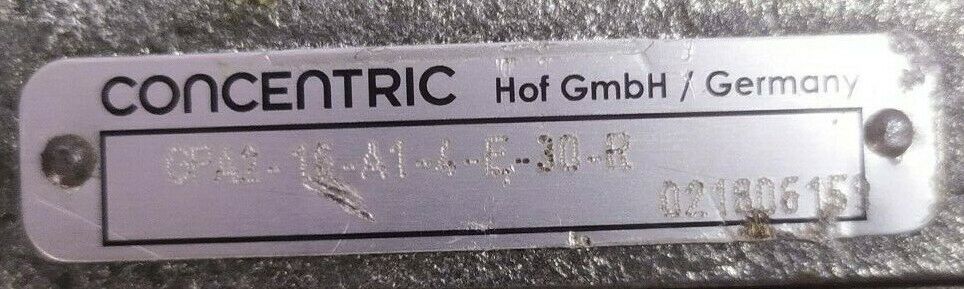 CONCENTRIC Hof GmbH / Germany
GPA2-16-A1-4-E-30-R
021806159